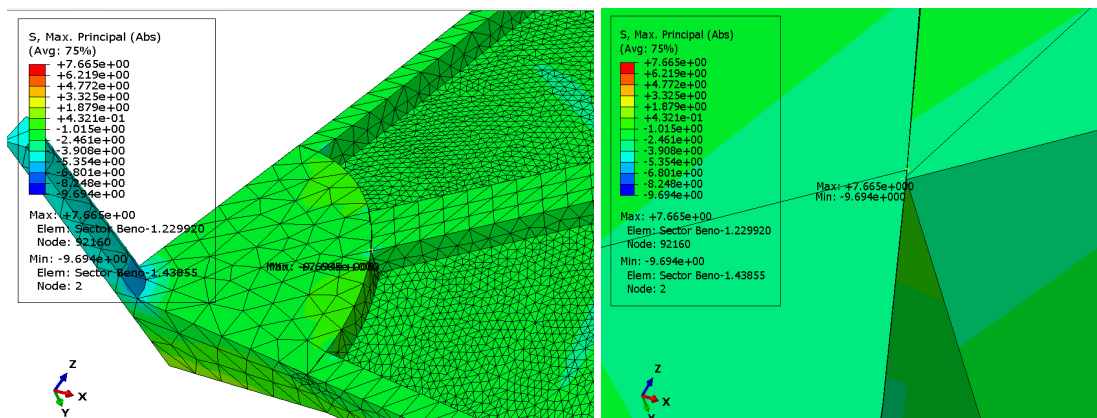 S, Max. Principal (Abs)
(Avg: 75%)
+7.665e+00
+6.219e+00
+4.772e+00
+3.325e+00
+1.879e+00
+4.321e-01
-1.015e+00
-2.461e+00
-3.908e+00
-5.354e+00
-6.801e+00
-8.248e+00
-9.694e+00
Max: +7.665e+00
Elem: Sector Beno-1.229920
Node: 92160
Min: -9.694e+00
Elem: Sector Beno-1.43855
Node: 2
Z
X
Y
S, Max. Principal (Abs)
(Avg: 75%)
+7.665e+00
+6.219e+00
+4.772e+00
+3.325e+00
+1.879e+00
+4.321e-01
-1.015e+00
-2.461e+00
-3.908e+00
-5.354e+00
-6.801e+00
-8.248e+00
-9.694e+00
Max: +7.665e+00
Elem: Sector Beno-1.229920
Node: 92160
Min: -9.694e+00
Elem: Sector Beno-1.43855
Node: 2
Max: +7.665e+000
Min: -9.694e+000
Z
X
Y